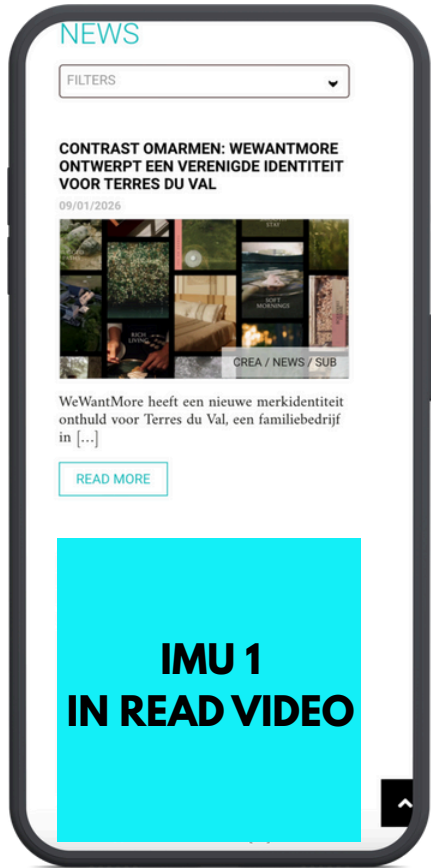 NEWS
FILTERS
CONTRAST OMARMEN: WEWANTMORE
ONTWERPT EEN VERENIGDE IDENTITEIT
VOOR TERRES DU VAL
09/01/2026
STAY
SOFT
MORNINGS
RICH
LIVING
CREA / NEWS / SUB
WeWantMore heeft een nieuwe merkidentiteit
onthuld voor Terres du Val, een familiebedrijf
in […]
READ MORE
IMU 1
IN READ VIDEO